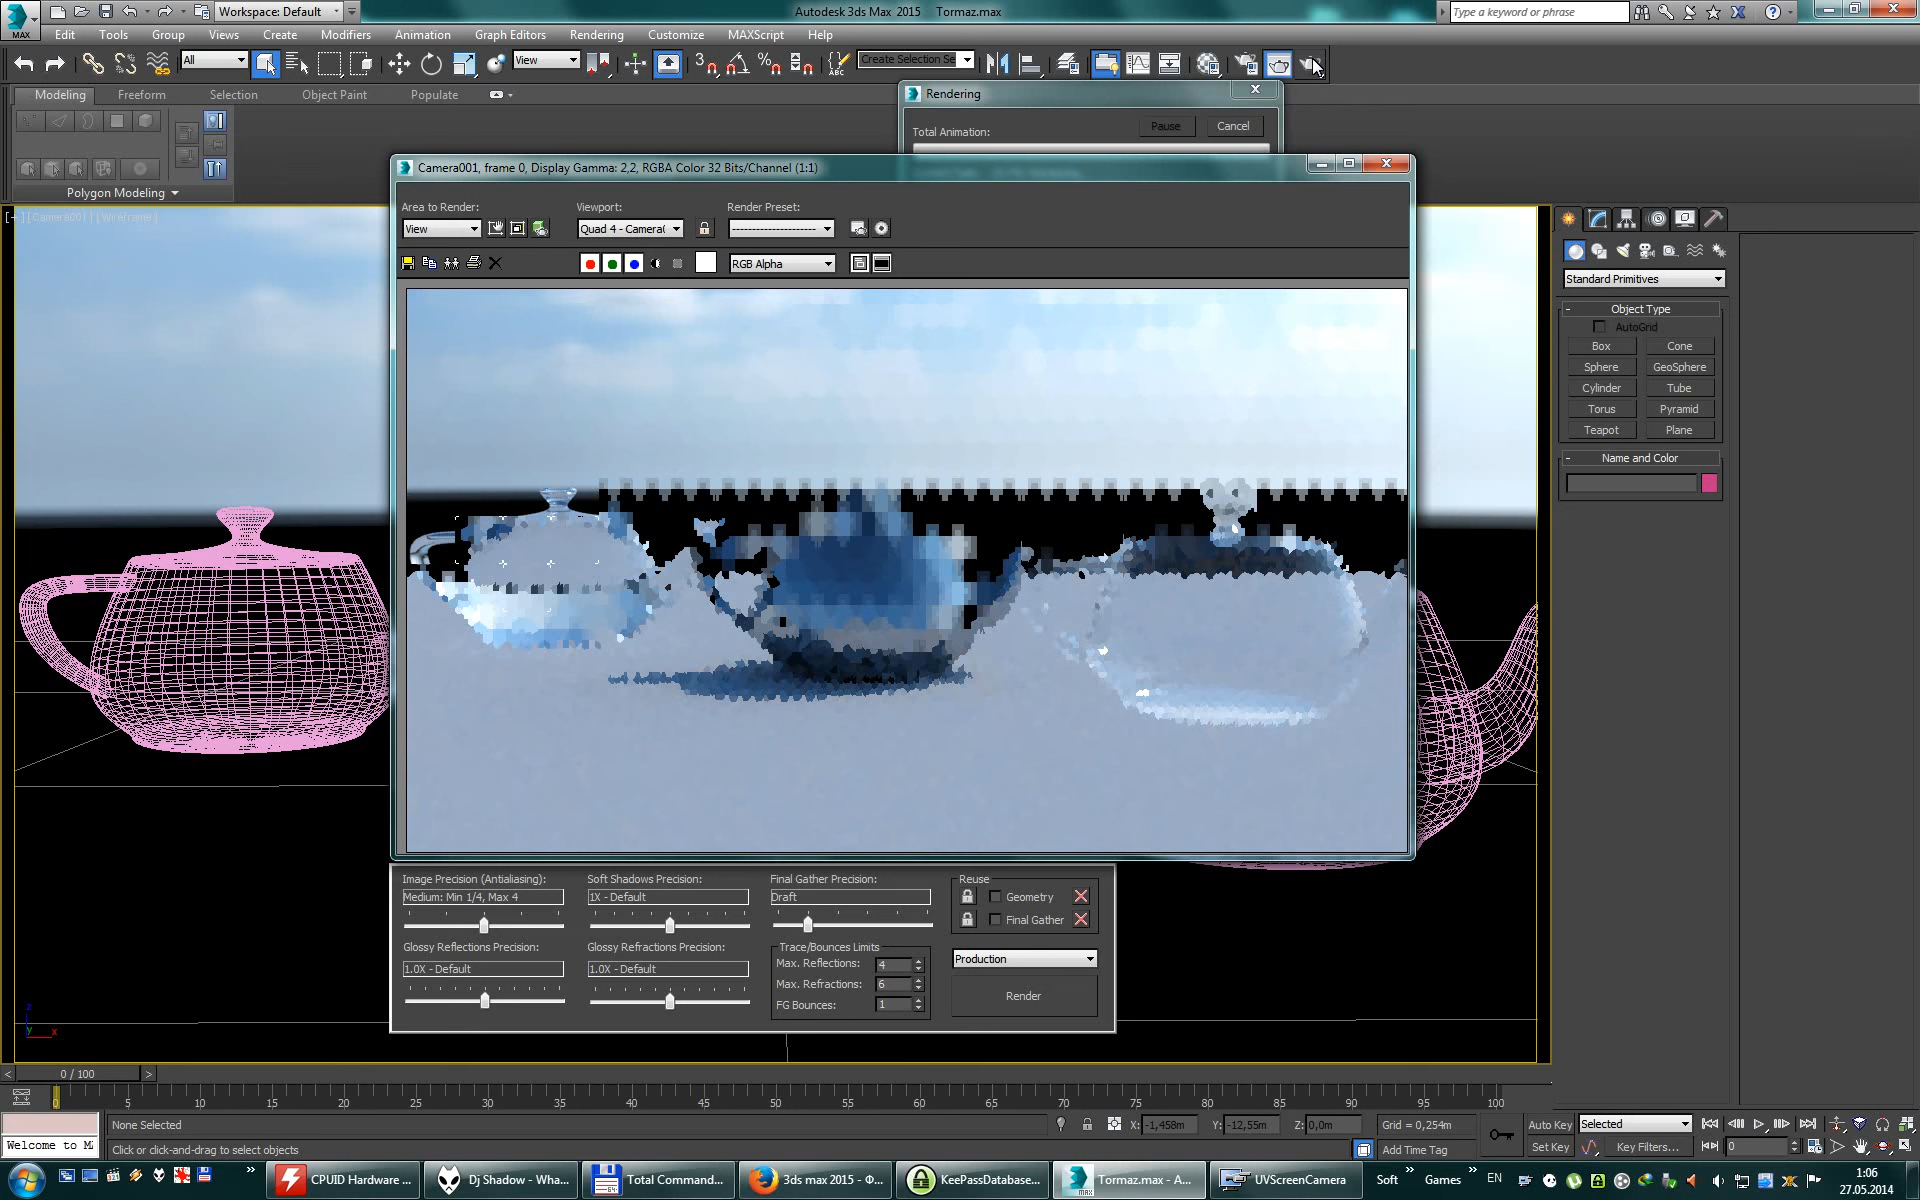 Workspace: Default
Autodesk 3ds Max 2015    Tormaz.max
Type a keyword or phrase
MAX
Edit Tools Group Views Create Modifiers Animation Graph Editors Rendering Customize MAXScript Help
All
View
3
ABC
Create Selection Se
Modeling Freeform Selection Object Paint Populate
Polygon Modeling
Rendering
Total Animation:
Pause
Cancel
Camera001, frame 0, Display Gamma: 2,2, RGBA Color 32 Bits/Channel (1:1)
Area to Render:
View
Viewport:
Quad 4 - Camera(
Render Preset:
RGB Alpha
[+] [Camera001] [Wireframe]
Standard Primitives
Object Type
AutoGrid
Box Cone
Sphere GeoSphere
Cylinder Tube
Torus Pyramid
Teapot Plane
Name and Color
Image Precision (Antialiasing):
Medium: Min 1/4, Max 4
Soft Shadows Precision:
1X - Default
Final Gather Precision:
Draft
Reuse
Geometry
Final Gather
Glossy Reflections Precision:
1.0X - Default
Glossy Refractions Precision:
1.0X - Default
Trace/Bounces Limits
Max. Reflections: 4
Max. Refractions: 6
FG Bounces: 1
Production
Render
z
y
x
< 0 / 100 >
0 5 10 15 20 25 30 35 40 45 50 55 60 65 70 75 80 85 90 95 100
None Selected
X: -1,458m Y: -12,55m Z: 0,0m
Grid = 0,254m
Auto Key
Selected
Welcome to M
Click or click-and-drag to select objects
Add Time Tag
Set Key
Key Filters...
0
CPUID Hardware ...
Dj Shadow - Wha...
Total Command...
3ds max 2015 - Ф...
KeePassDatabase...
Tormaz.max - A...
UVScreenCamera
Soft
Games
EN
1:06
27.05.2014